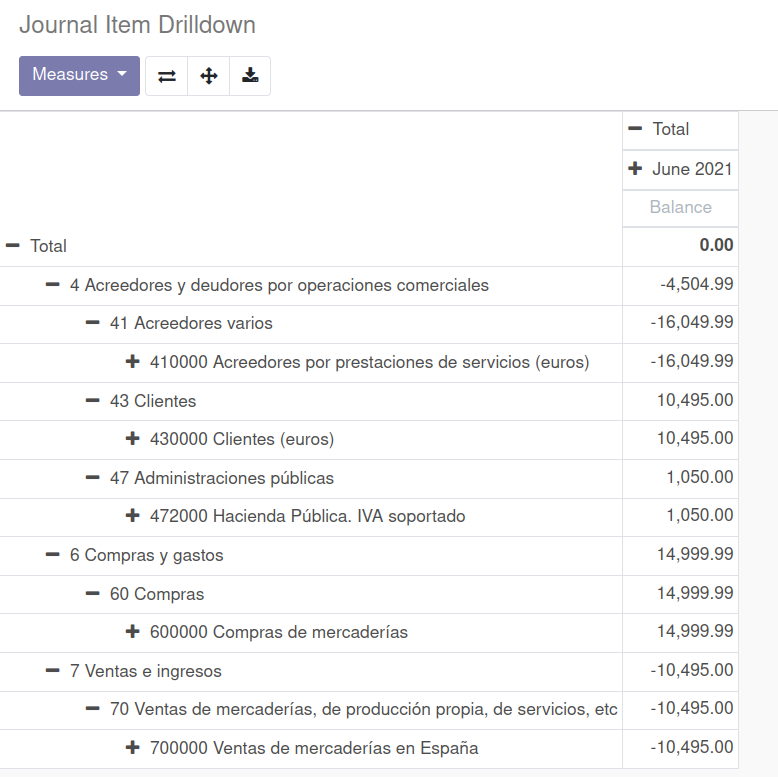 Journal Item Drilldown
Measures
Total
June 2021
Balance
Total 0.00
4 Acreedores y deudores por operaciones comerciales -4,504.99
41 Acreedores varios -16,049.99
410000 Acreedores por prestaciones de servicios (euros) -16,049.99
43 Clientes 10,495.00
430000 Clientes (euros) 10,495.00
47 Administraciones públicas 1,050.00
472000 Hacienda Pública. IVA soportado 1,050.00
6 Compras y gastos 14,999.99
60 Compras 14,999.99
600000 Compras de mercaderías 14,999.99
7 Ventas e ingresos -10,495.00
70 Ventas de mercaderías, de producción propia, de servicios, etc -10,495.00
700000 Ventas de mercaderías en España -10,495.00